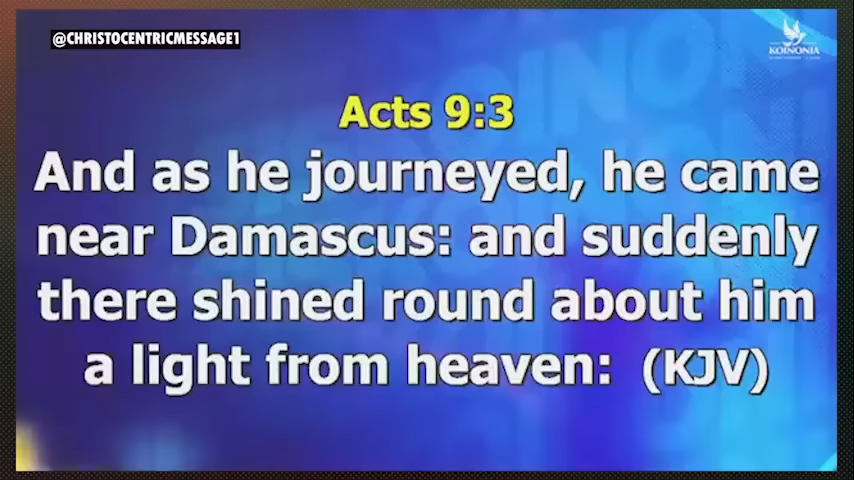 @CHRISTOCENTRICMESSAGE1
KOINONIA
Acts 9:3
And as he journeyed, he came
near Damascus: and suddenly
there shined round about him
a light from heaven: (KJV)